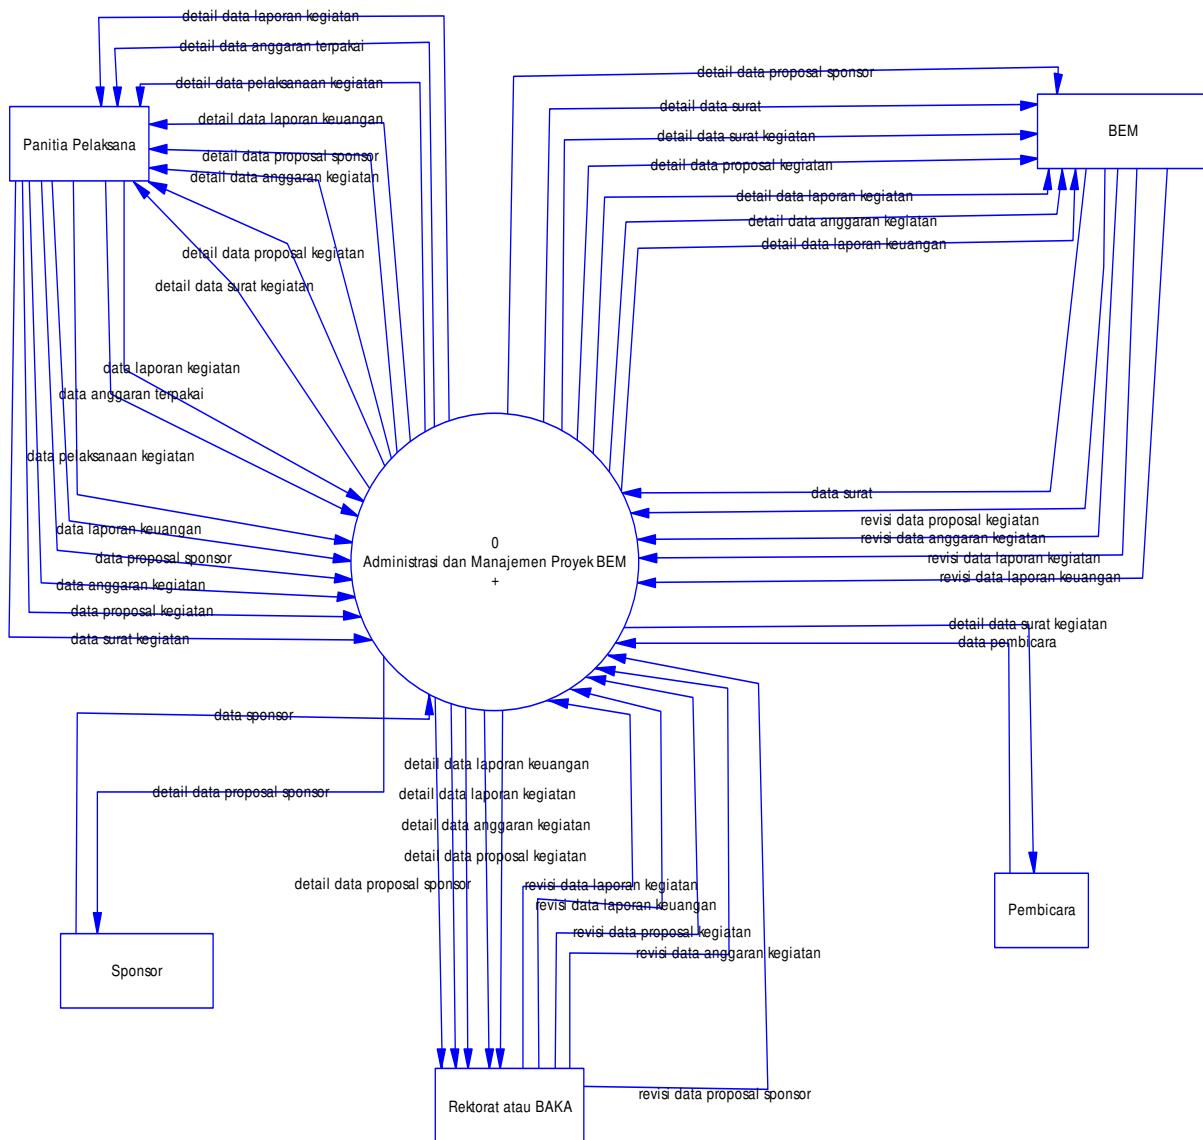 detail data laporan kegiatan
detail data anggaran terpakai
detail data proposal sponsor
detail data pelaksanaan kegiatan
detail data surat
detail data laporan keuangan
BEM
detail data surat kegiatan
Panitia Pelaksana
detail data proposal sponsor
detail data proposal kegiatan
detail data anggaran kegiatan
detail data laporan kegiatan
detail data anggaran kegiatan
detail data laporan keuangan
detail data proposal kegiatan
detail data surat kegiatan
data laporan kegiatan
data anggaran terpakai
data pelaksanaan kegiatan
data surat
revisi data proposal kegiatan
data laporan keuangan
revisi data anggaran kegiatan
0
Administrasi dan Manajemen Proyek BEM
+
data proposal sponsor
revisi data laporan kegiatan
revisi data laporan keuangan
data anggaran kegiatan
data proposal kegiatan
detail data surat kegiatan
data surat kegiatan
data pembicara
data sponsor
detail data laporan keuangan
detail data proposal sponsor
detail data laporan kegiatan
detail data anggaran kegiatan
detail data proposal kegiatan
detail data proposal sponsor
revisi data laporan kegiatan
revisi data laporan keuangan
Pembicara
revisi data proposal kegiatan
revisi data anggaran kegiatan
Sponsor
revisi data proposal sponsor
Rektorat atau BAKA